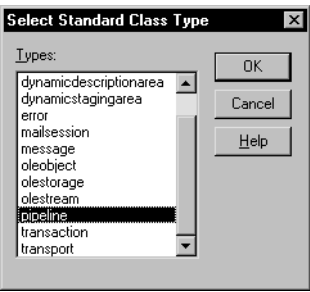 Select Standard Class Type
Types:
dynamicdescriptionarea
dynamicstagingarea
error
mailsession
message
oleobject
olestorage
olestream
pipeline
transaction
transport
OK
Cancel
Help